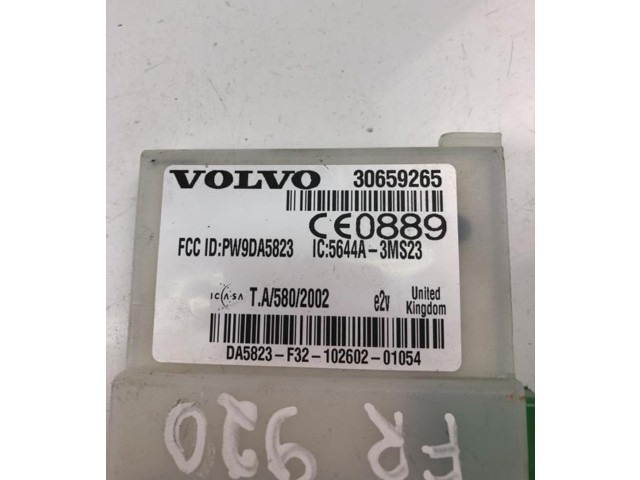 VOLVO 30659265
CE0889
FCC ID:PW9DA5823 IC:5644A-3MS23
ICASA T.A/580/2002 e2v United Kingdom
DA5823-F32-102602-01054
FR
920